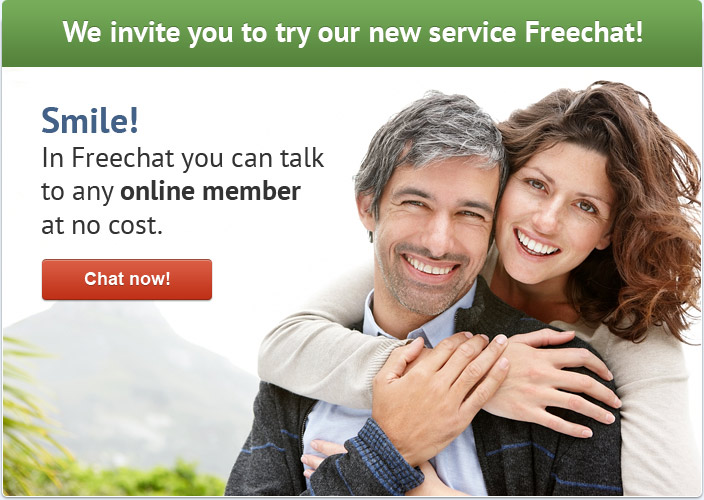 We invite you to try our new service Freechat!
Smile!
In Freechat you can talk
to any online member
at no cost.
Chat now!